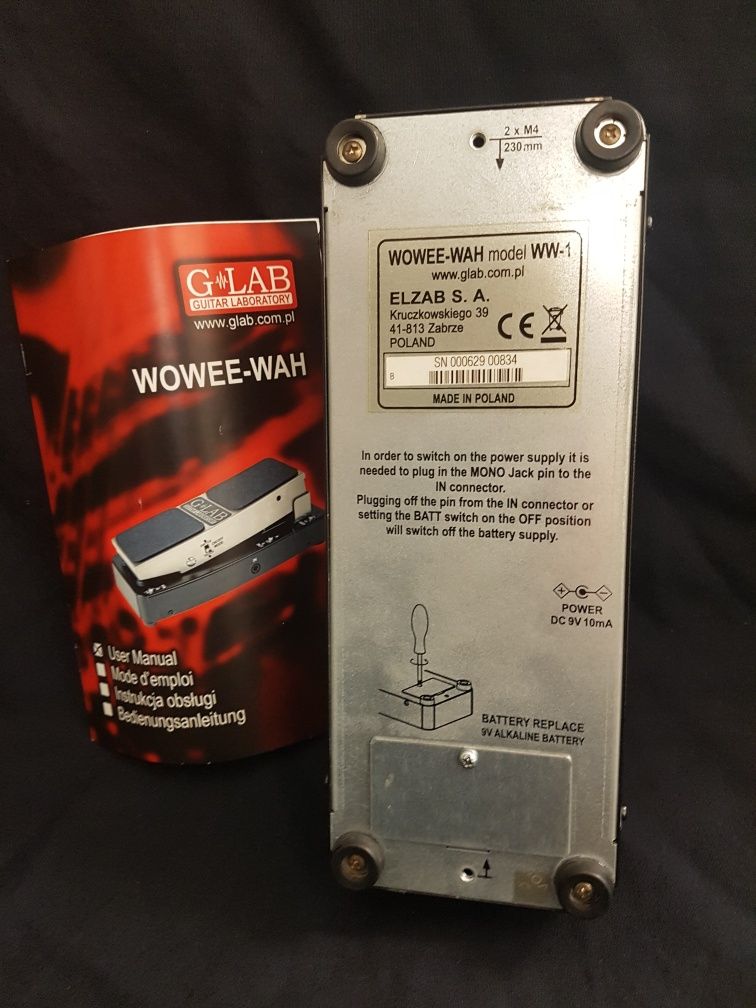 G LAB
GUITAR LABORATORY
www.glab.com.pl
WOWEE-WAH
G LAB
User Manual
Mode d'emploi
Instrukcja obsługi
Bedienungsanleitung
2 x M4
230mm
WOWEE-WAH model WW-1
www.glab.com.pl
ELZAB S. A.
Kruczkowskiego 39
41-813 Zabrze
POLAND
CE
SN 000629 00834
8
MADE IN POLAND
In order to switch on the power supply it is
needed to plug in the MONO Jack pin to the
IN connector.
Plugging off the pin from the IN connector or
setting the BATT switch on the OFF position
will switch off the battery supply.
POWER
DC 9V 10mA
BATTERY REPLACE
9V ALKALINE BATTERY